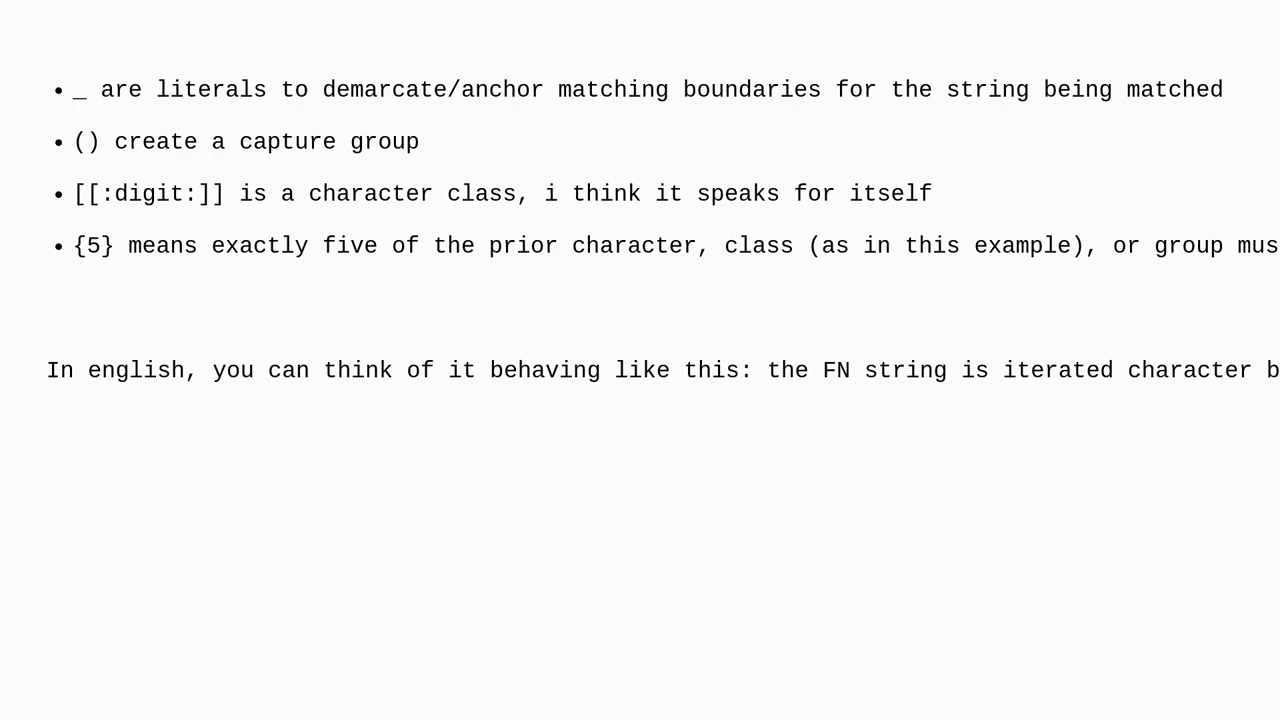 • _ are literals to demarcate/anchor matching boundaries for the string being matched
• () create a capture group
• [[:digit:]] is a character class, i think it speaks for itself
• {5} means exactly five of the prior character, class (as in this example), or group mus
In english, you can think of it behaving like this: the FN string is iterated character b